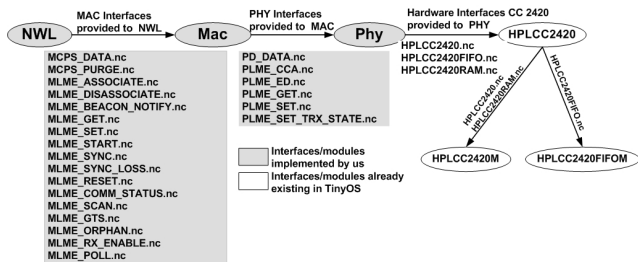 MAC Interfaces
provided to NWL
PHY Interfaces
provided to MAC
Hardware Interfaces CC 2420
provided to PHY
NWL
Mac
Phy
HPLCC2420
MCPS_DATA.nc
MCPS_PURGE.nc
MLME_ASSOCIATE.nc
MLME_DISASSOCIATE.nc
MLME_BEACON_NOTIFY.nc
MLME_GET.nc
MLME_SET.nc
MLME_START.nc
MLME_SYNC.nc
MLME_SYNC_LOSS.nc
MLME_RESET.nc
MLME_COMM_STATUS.nc
MLME_SCAN.nc
MLME_GTS.nc
MLME_ORPHAN.nc
MLME_RX_ENABLE.nc
MLME_POLL.nc
PD_DATA.nc
PLME_CCA.nc
PLME_ED.nc
PLME_GET.nc
PLME_SET.nc
PLME_SET_TRX_STATE.nc
HPLCC2420.nc
HPLCC2420FIFO.nc
HPLCC2420RAM.nc
HPLCC2420.nc
HPLCC2420RAM.nc
HPLCC2420FIFO.nc
HPLCC2420M
HPLCC2420FIFOM
Interfaces/modules
implemented by us
Interfaces/modules already
existing in TinyOS